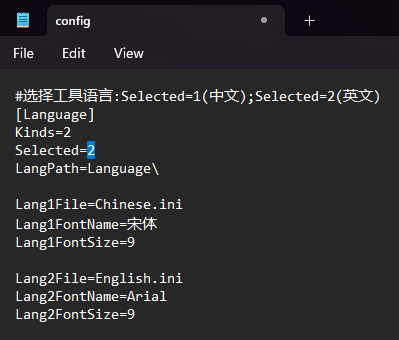 config
File Edit View
#选择工具语言:Selected=1(中文);Selected=2(英文)
[Language]
Kinds=2
Selected=2
LangPath=Language\
Lang1File=Chinese.ini
Lang1FontName=宋体
Lang1FontSize=9
Lang2File=English.ini
Lang2FontName=Arial
Lang2FontSize=9